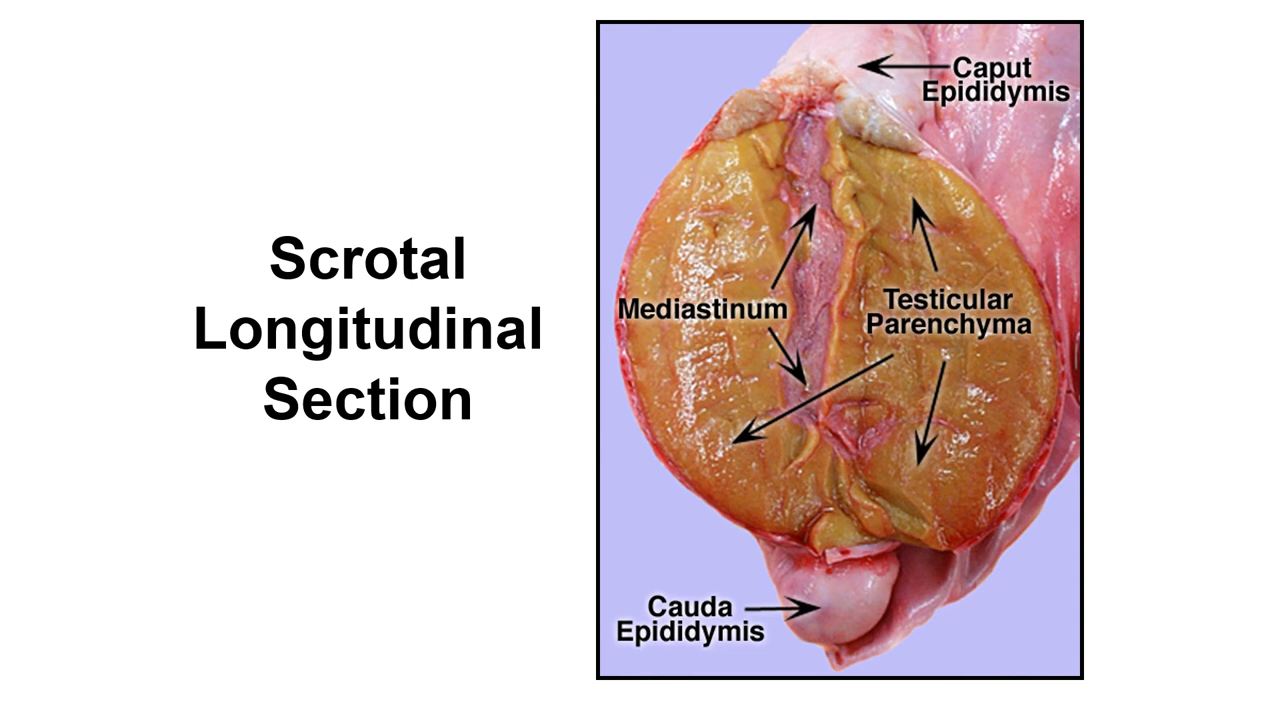 Scrotal
Longitudinal
Section
Caput
Epididymis
Mediastinum
Testicular
Parenchyma
Cauda
Epididymis